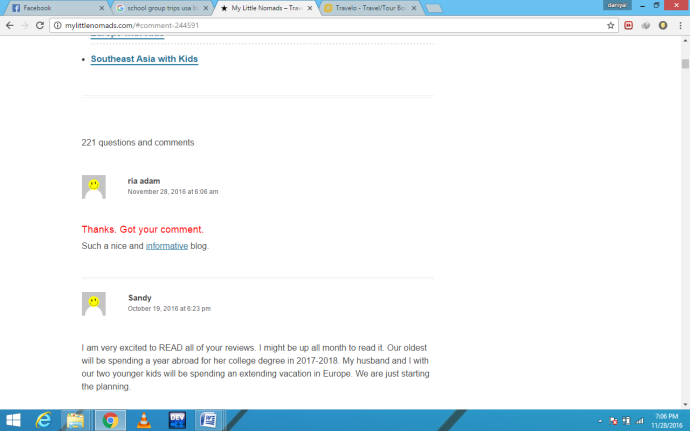 daniyal
Facebook
school group trips usa b
My Little Nomads – Trav
Travelo - Travel/Tour Boo
mylittlenomads.com/#comment-244591
Southeast Asia with Kids
221 questions and comments
ria adam
November 28, 2016 at 6:06 am
Thanks. Got your comment.
Such a nice and informative blog.
Sandy
October 19, 2016 at 6:23 pm
I am very excited to READ all of your reviews. I might be up all month to read it. Our oldest
will be spending a year abroad for her college degree in 2017-2018. My husband and I with
our two younger kids will be spending an extending vacation in Europe. We are just starting
the planning.
DEV
7:06 PM
11/28/2016